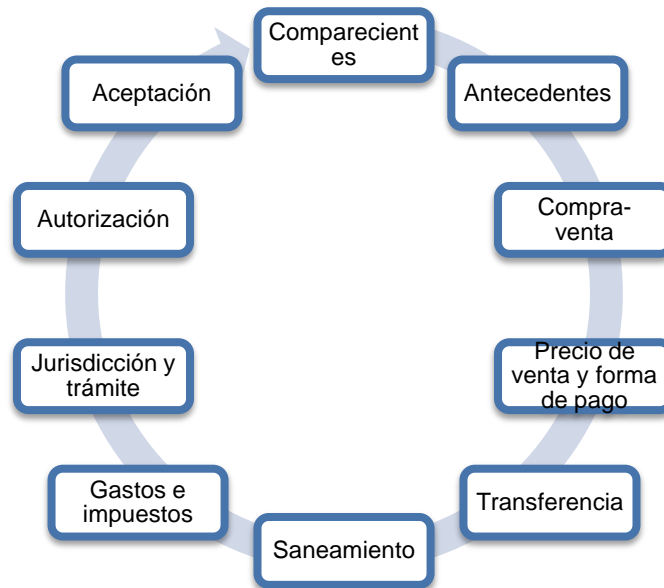 Comparecient
es
Antecedentes
Compra-
venta
Precio de
venta y forma
de pago
Transferencia
Saneamiento
Gastos e
impuestos
Jurisdicción y
trámite
Autorización
Aceptación